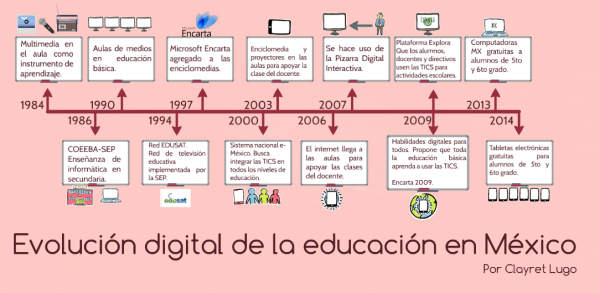 Microsoft
Encarta
Multimedia en
el aula como
instrumento de
aprendizaje.
Aulas de medios
en educación
básica.
Microsoft Encarta
agregado a las
enciclomedias.
Enciclomedia y
proyectores en las
aulas para apoyar la
clase del docente.
Se hace uso de
la Pizarra Digital
Interactiva.
Plataforma Explora
Que los alumnos,
docentes y directivos
usen las TICS para
actividades escolares.
Computadoras
MX gratuitas a
alumnos de 5to
y 6to grado.
1984
1990
1997
2003
2007
2013
1986
1994
2000
2006
2009
2014
COEEBA-SEP
Enseñanza de
informática en
secundaria.
Red EDUSAT.
Red de televisión
educativa
implementada por
la SEP.
Sistema nacional e-
México. Busca
integrar las TICS en
todos los niveles de
educación.
El internet llega a
las aulas para
apoyar las clases
del docente.
Habilidades digitales para
todos. Propone que toda
la educación básica
aprenda a usar las TICS.
Encarta 2009.
Tabletas electrónicas
gratuitas para
alumnos de 5to y
6to grado.
edusat
Evolución digital de la educación en México
Por Clayret Lugo